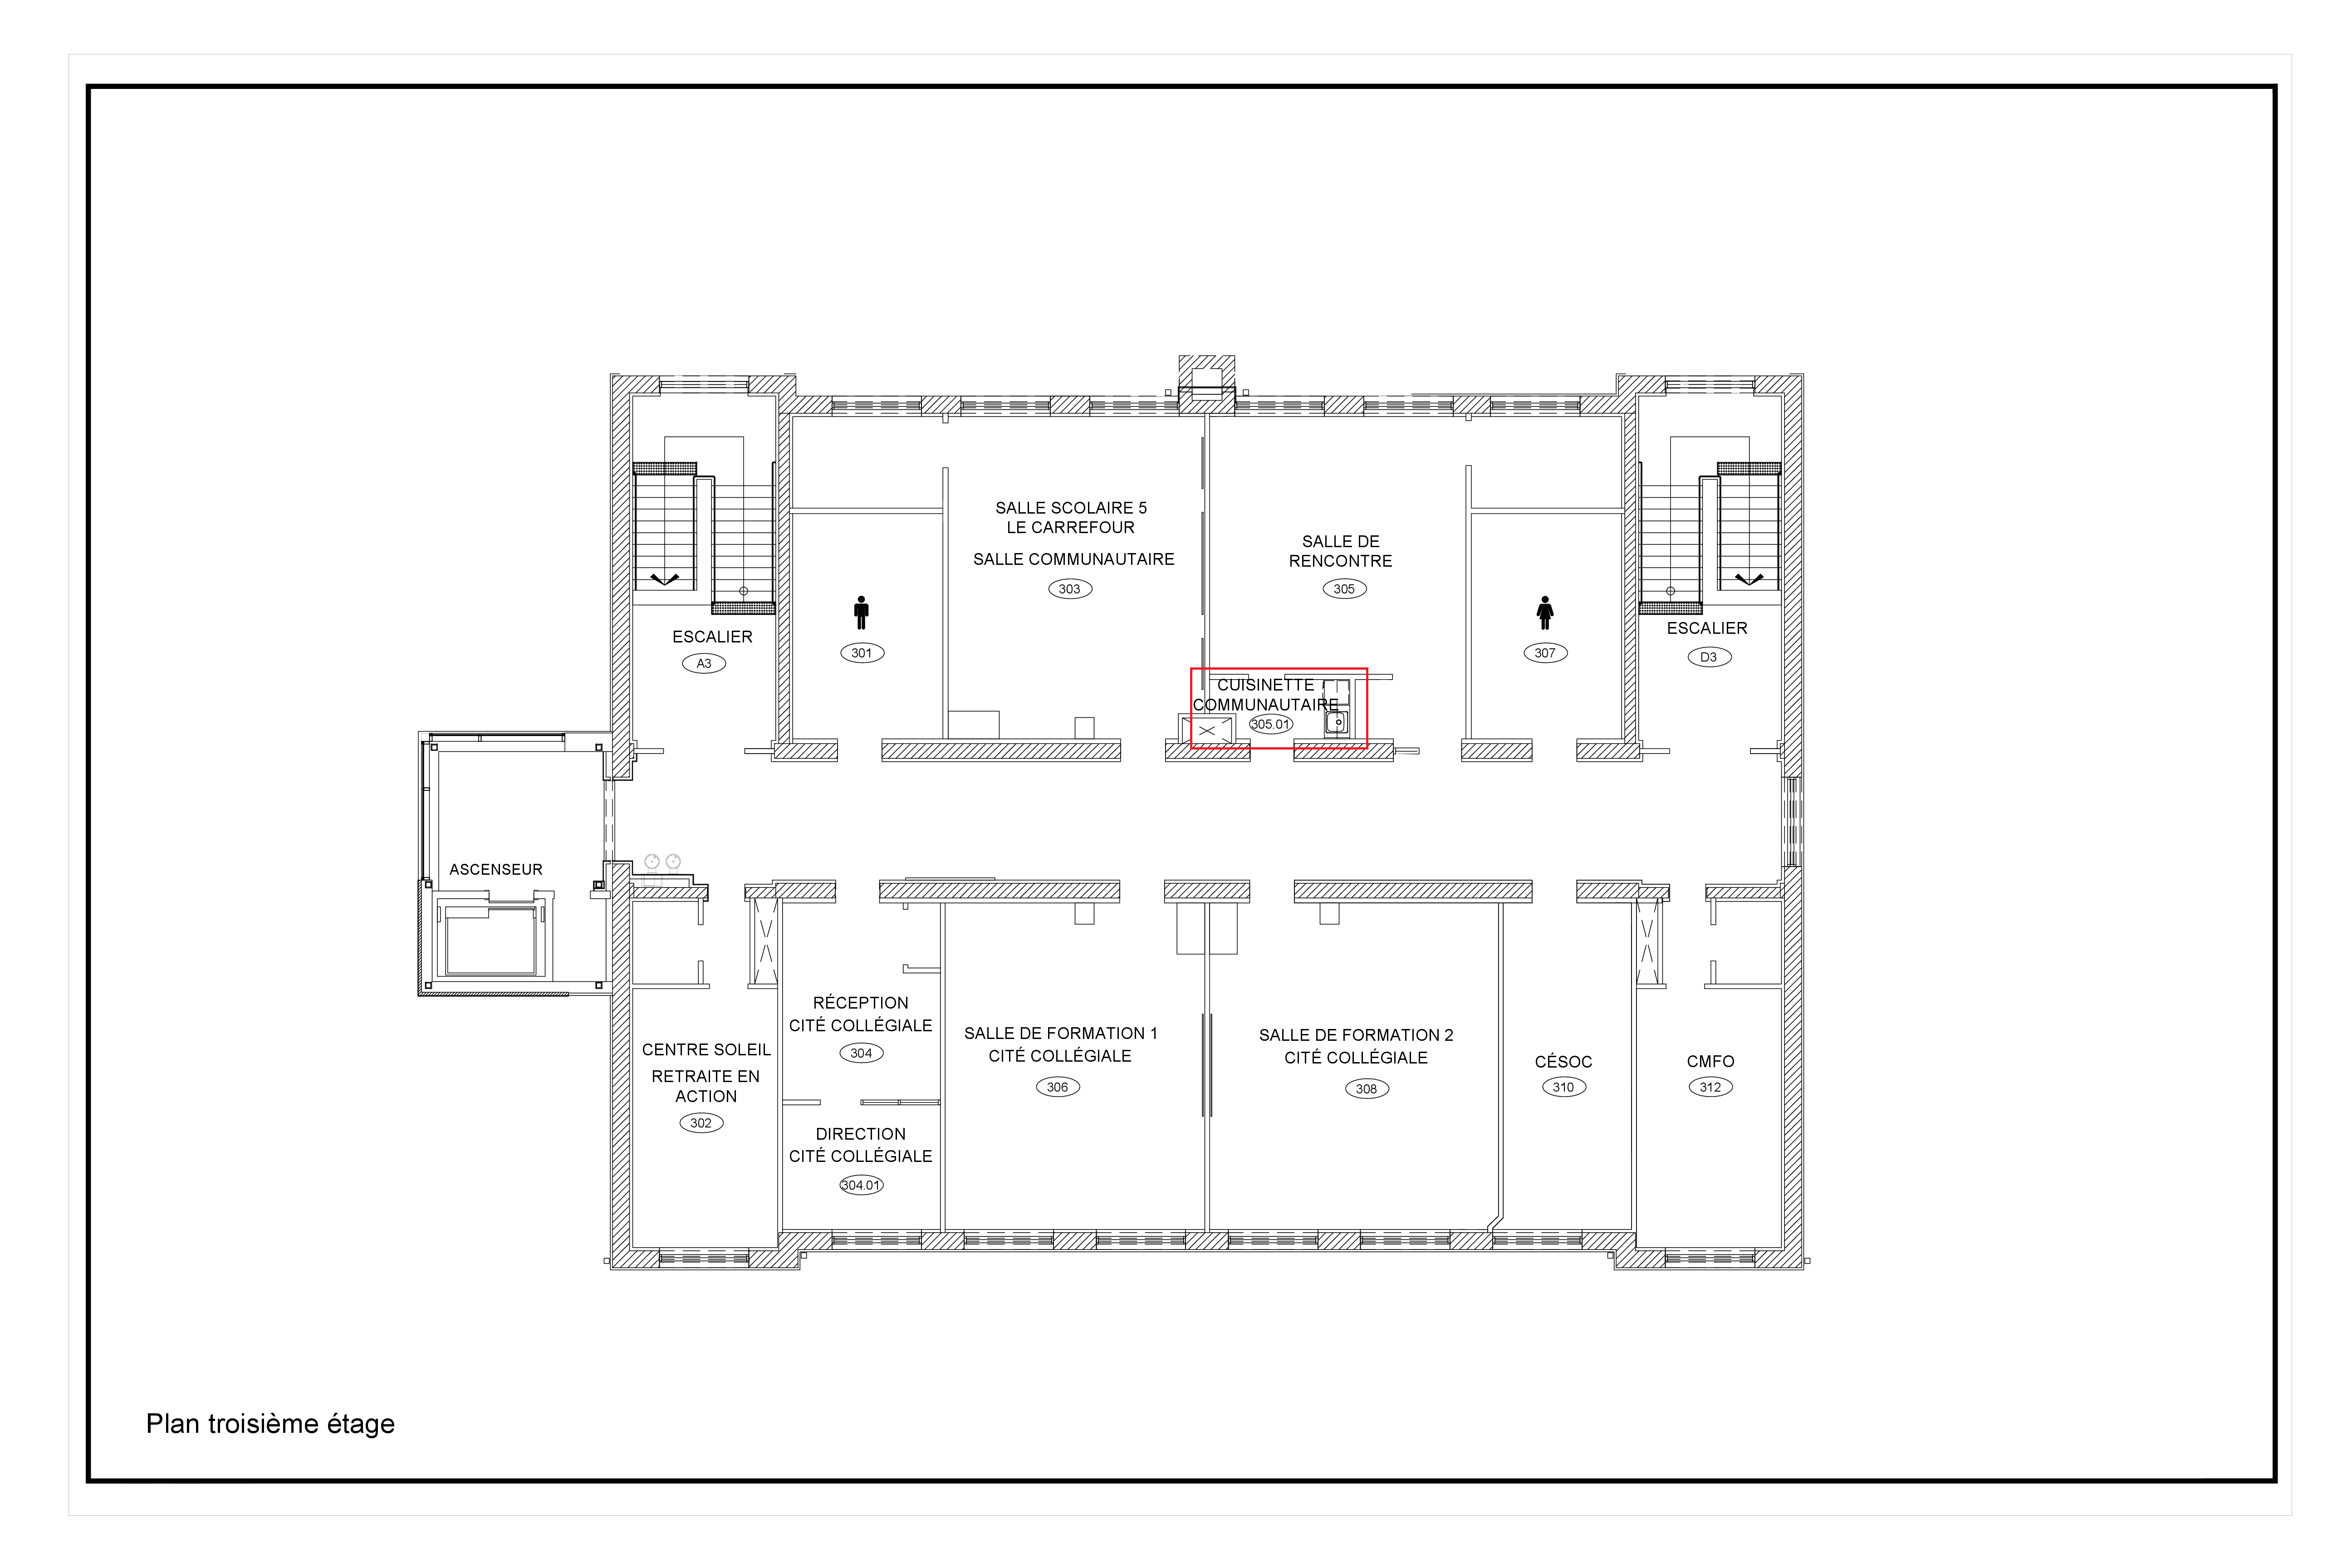 SALLE SCOLAIRE 5
LE CARREFOUR
SALLE COMMUNAUTAIRE
303
SALLE DE
RENCONTRE
305
301
307
ESCALIER
A3
ESCALIER
D3
CUISINETTE
COMMUNAUTAIRE
305.01
ASCENSEUR
CENTRE SOLEIL
RETRAITE EN
ACTION
302
RÉCEPTION
CITÉ COLLÉGIALE
304
DIRECTION
CITÉ COLLÉGIALE
304.01
SALLE DE FORMATION 1
CITÉ COLLÉGIALE
306
SALLE DE FORMATION 2
CITÉ COLLÉGIALE
308
CÉSOC
310
CMFO
312
Plan troisième étage